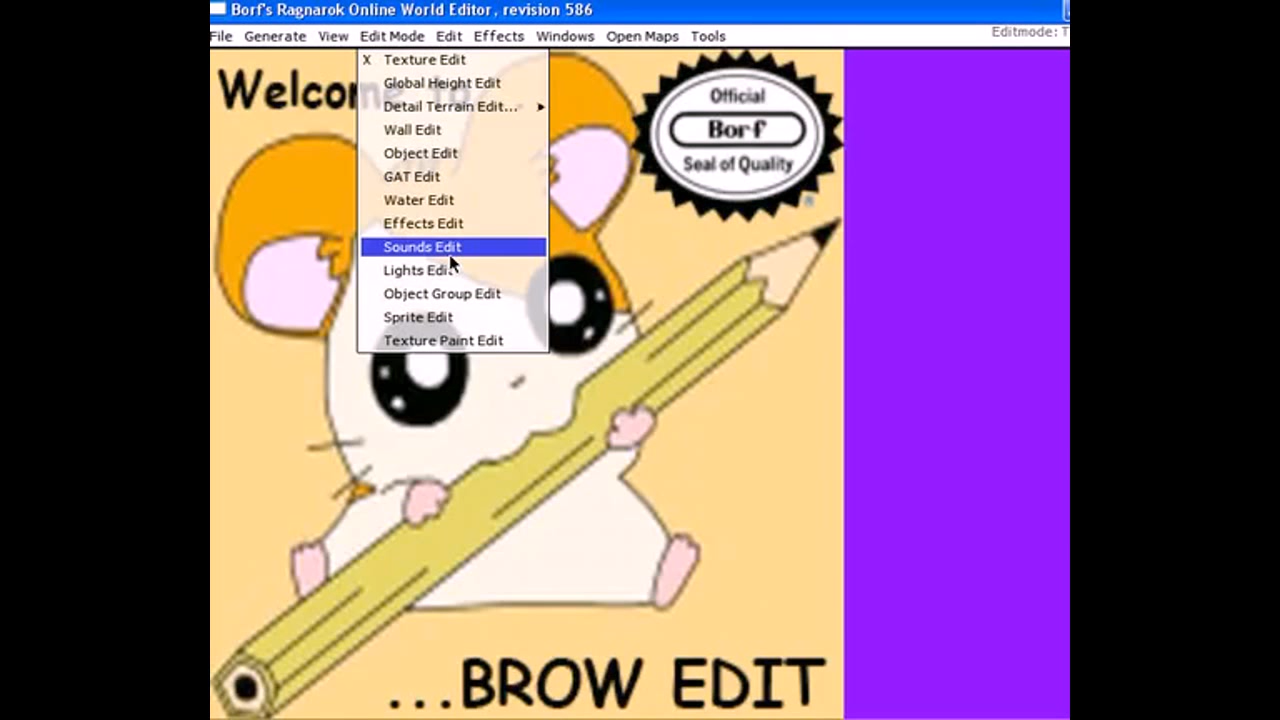 Borf's Ragnarok Online World Editor, revision 586
File Generate View Edit Mode Edit Effects Windows Open Maps Tools
Editmode: T
X Texture Edit
Global Height Edit
Detail Terrain Edit...
Wall Edit
Object Edit
GAT Edit
Water Edit
Effects Edit
Sounds Edit
Lights Edit
Object Group Edit
Sprite Edit
Texture Paint Edit
Welcome To
Official
Borf
Seal of Quality
®
...BROW EDIT